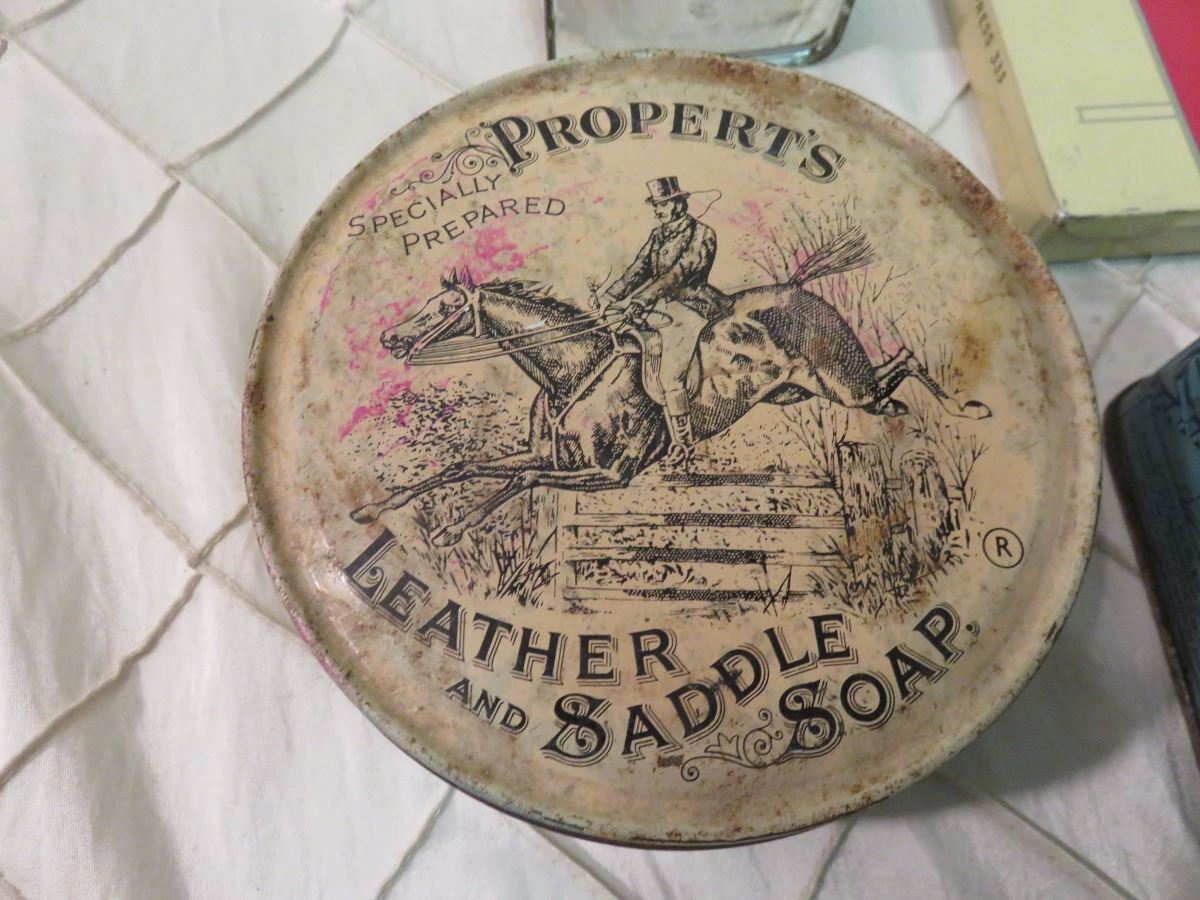 PROPERT'S
SPECIALLY
PREPARED
®
LEATHER
AND SADDLE
SOAP.